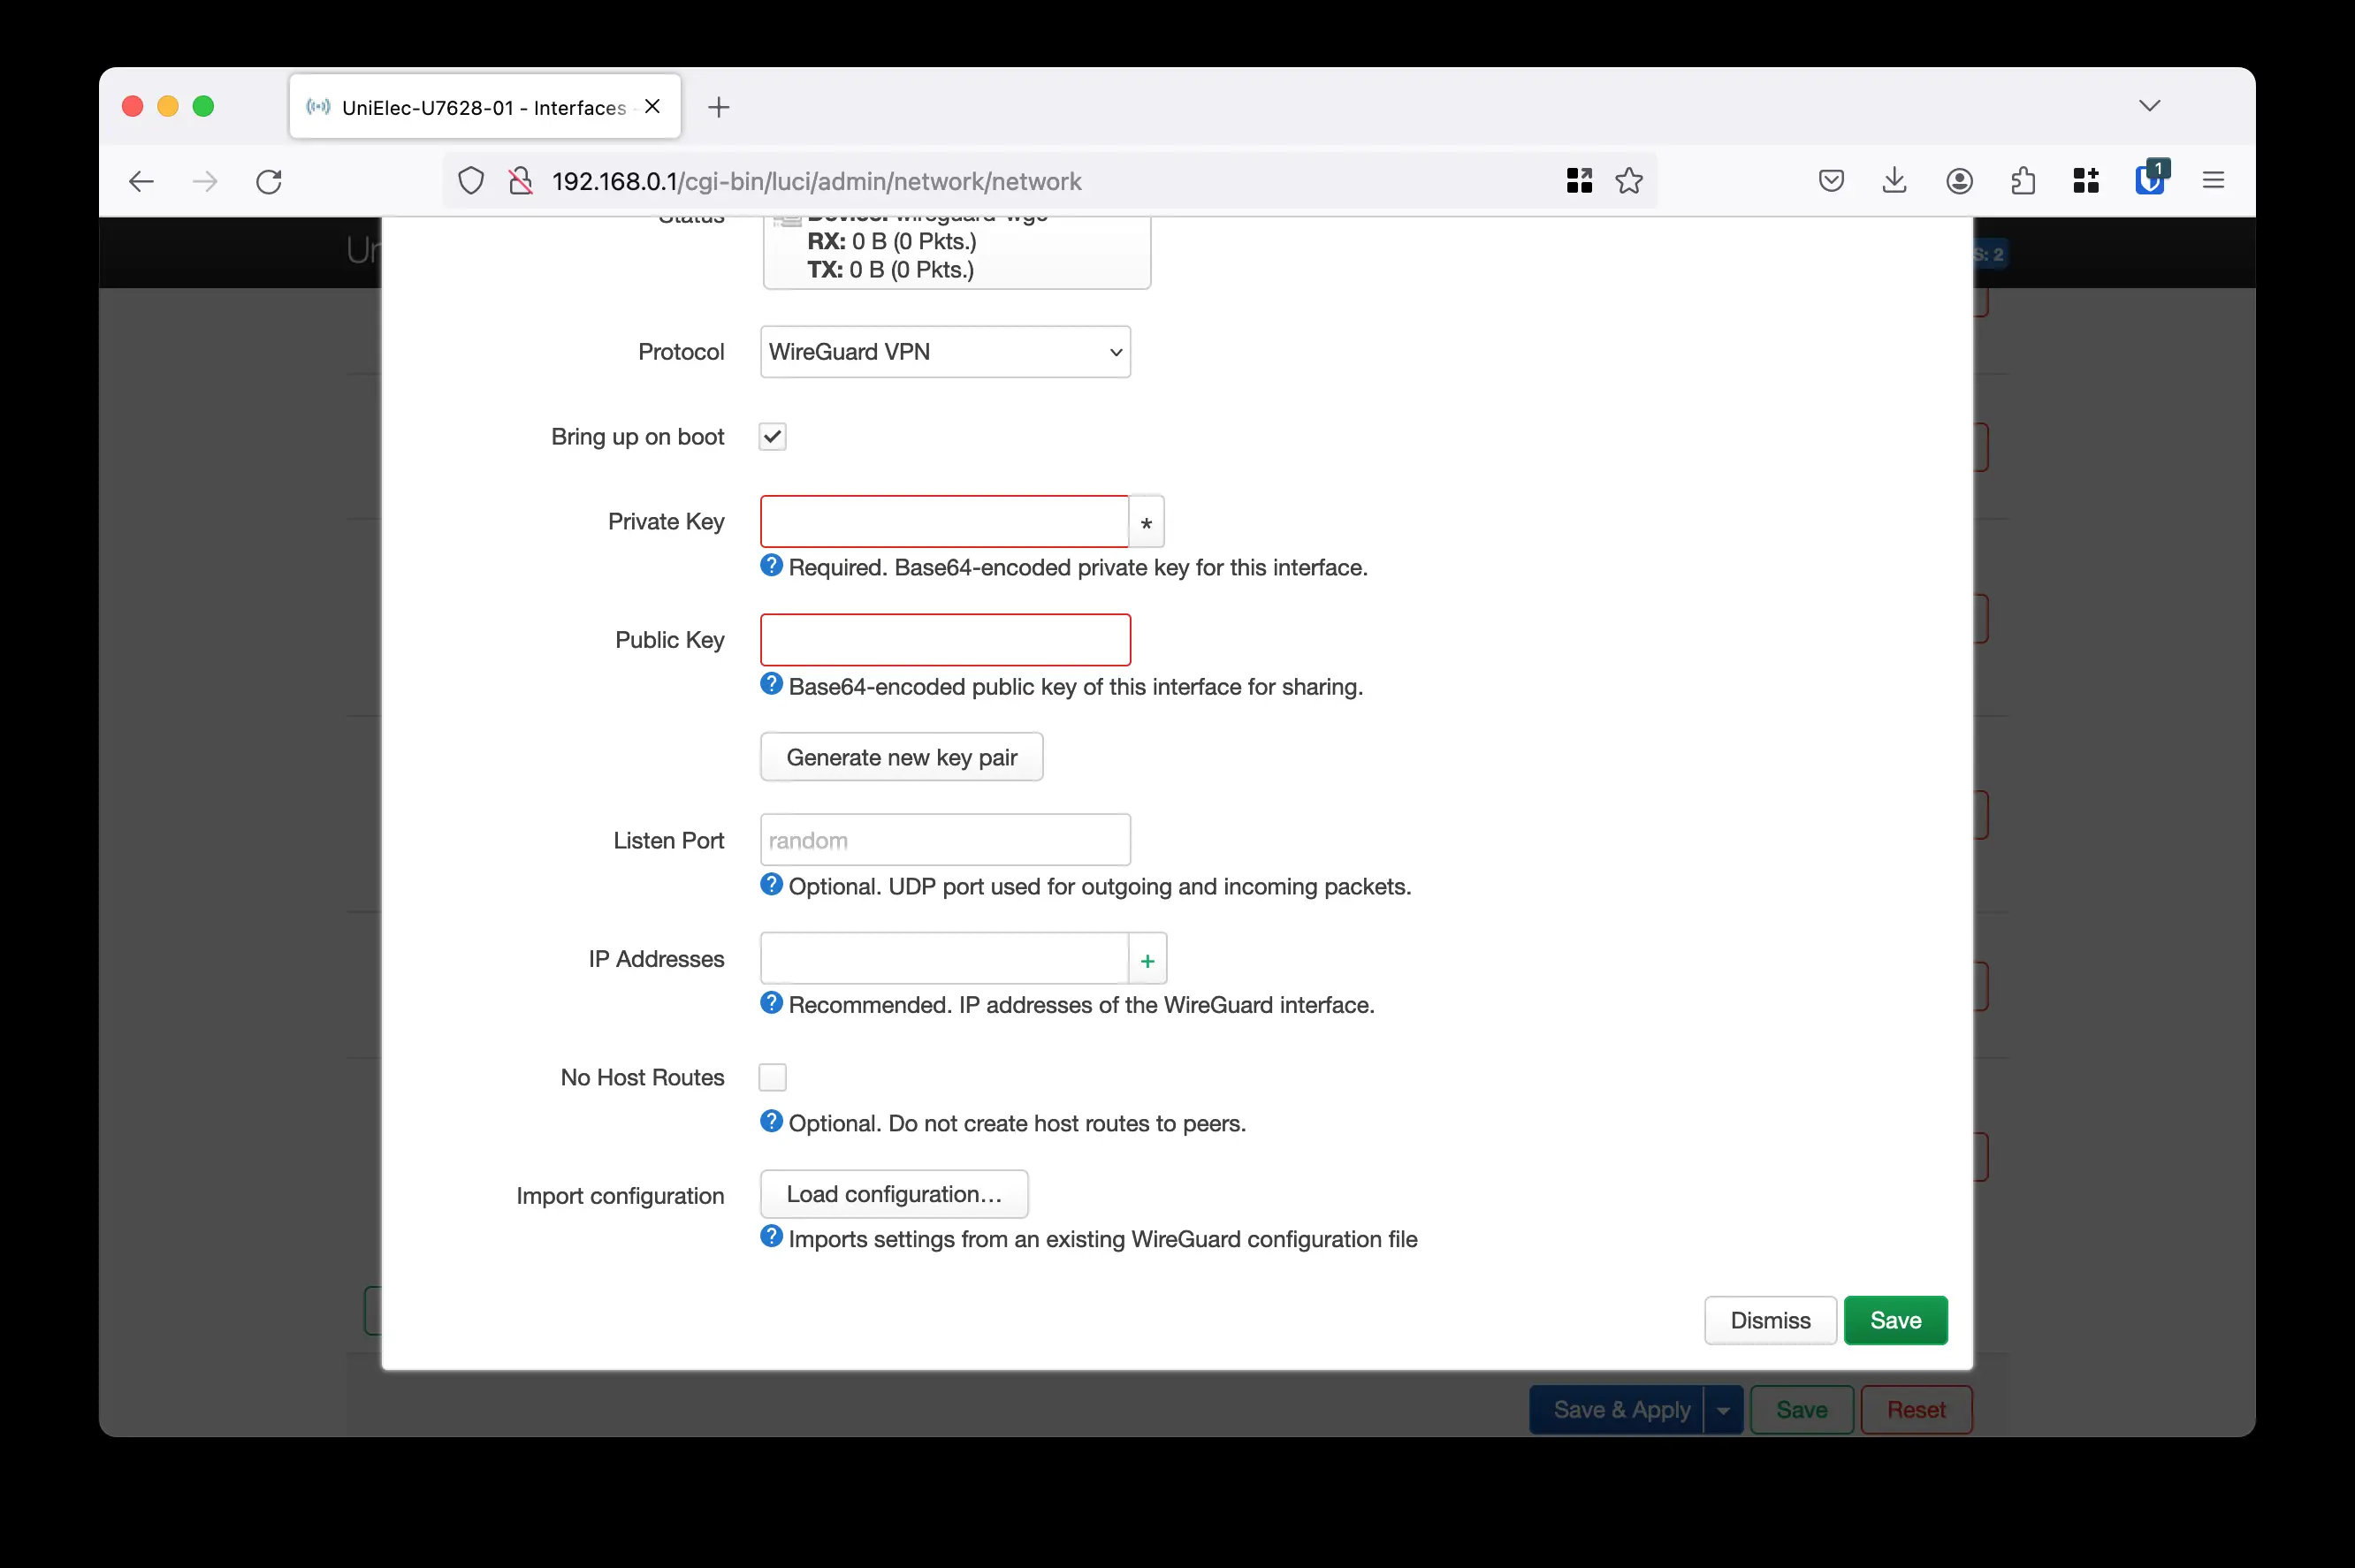 UniElec-U7628-01 - Interfaces -
192.168.0.1/cgi-bin/luci/admin/network/network
1
Status
Device: wireguard-wg0
RX: 0 B (0 Pkts.)
TX: 0 B (0 Pkts.)
S: 2
Protocol
WireGuard VPN
Bring up on boot
Private Key
*
? Required. Base64-encoded private key for this interface.
Public Key
? Base64-encoded public key of this interface for sharing.
Generate new key pair
Listen Port
random
? Optional. UDP port used for outgoing and incoming packets.
IP Addresses
+
? Recommended. IP addresses of the WireGuard interface.
No Host Routes
? Optional. Do not create host routes to peers.
Import configuration
Load configuration…
? Imports settings from an existing WireGuard configuration file
Dismiss
Save
Save & Apply
Save
Reset